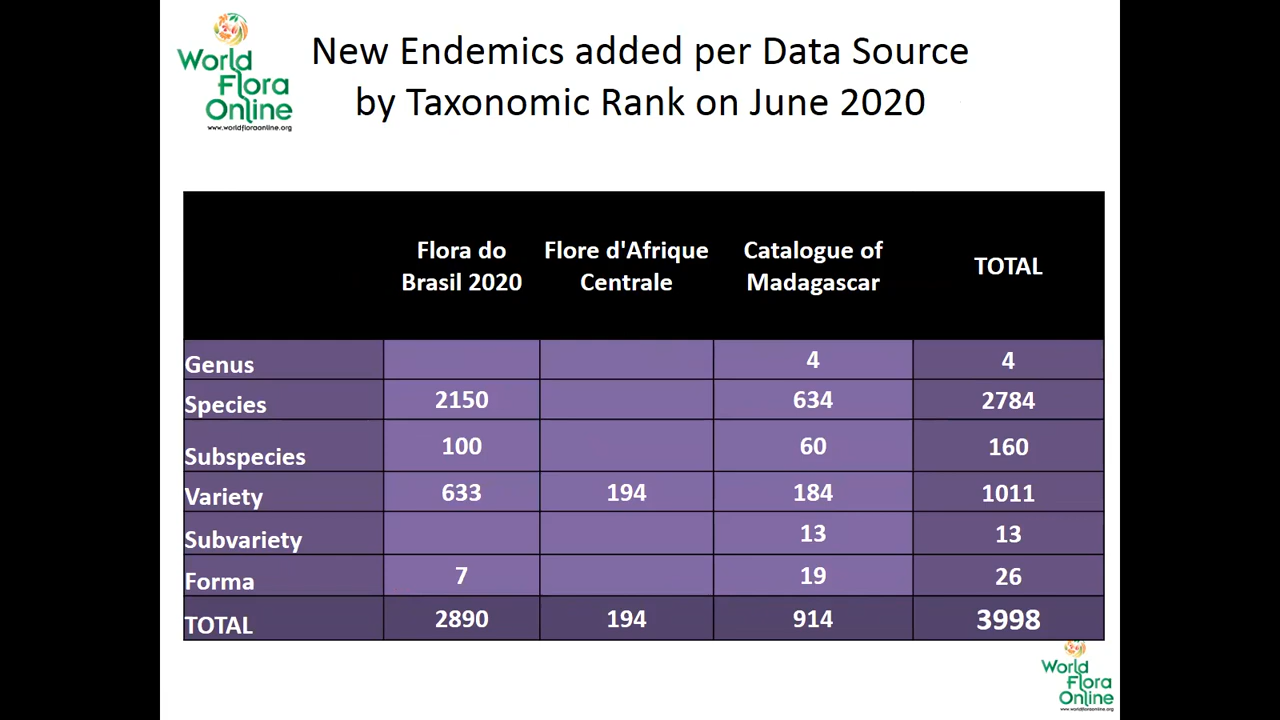 World
Flora
Online
www.worldfloraonline.org
New Endemics added per Data Source
by Taxonomic Rank on June 2020
Flora do
Brasil 2020
Flore d'Afrique
Centrale
Catalogue of
Madagascar
TOTAL
Genus 4 4
Species 2150 634 2784
Subspecies 100 60 160
Variety 633 194 184 1011
Subvariety 13 13
Forma 7 19 26
TOTAL 2890 194 914 3998
World
Flora
Online
www.worldfloraonline.org